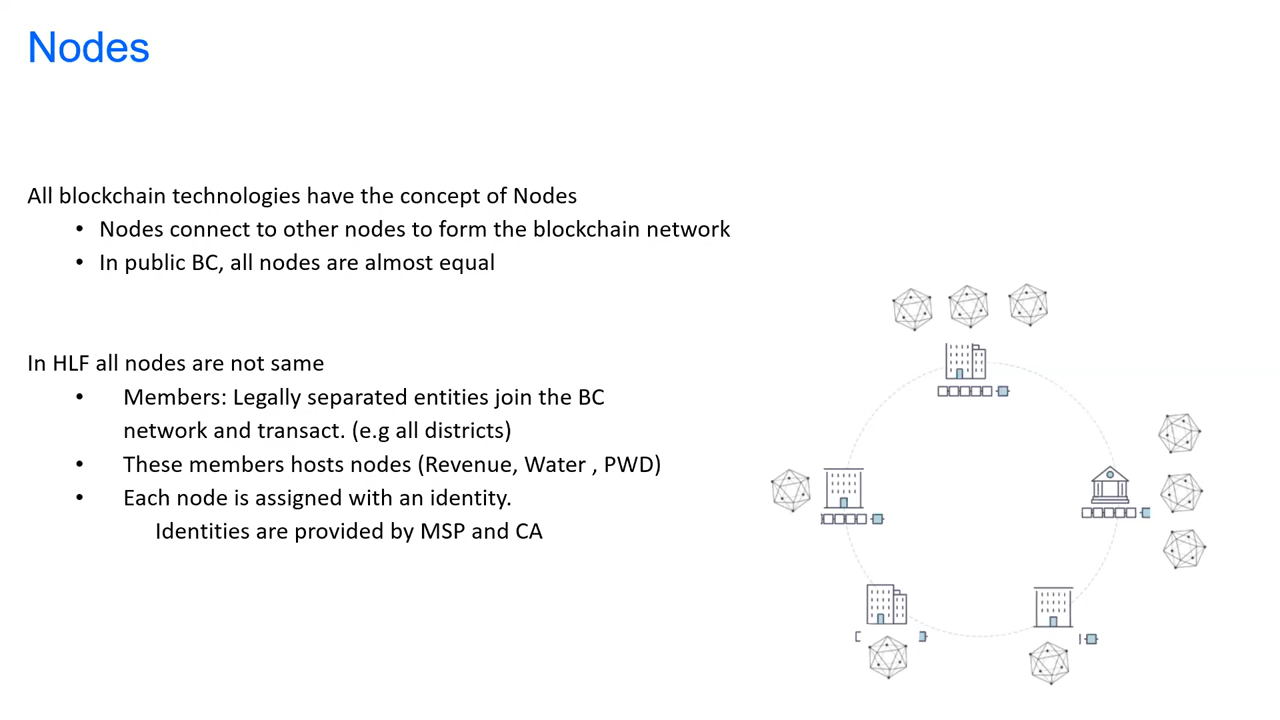 Nodes
All blockchain technologies have the concept of Nodes
• Nodes connect to other nodes to form the blockchain network
• In public BC, all nodes are almost equal
In HLF all nodes are not same
• Members: Legally separated entities join the BC
network and transact. (e.g all districts)
• These members hosts nodes (Revenue, Water , PWD)
• Each node is assigned with an identity.
Identities are provided by MSP and CA